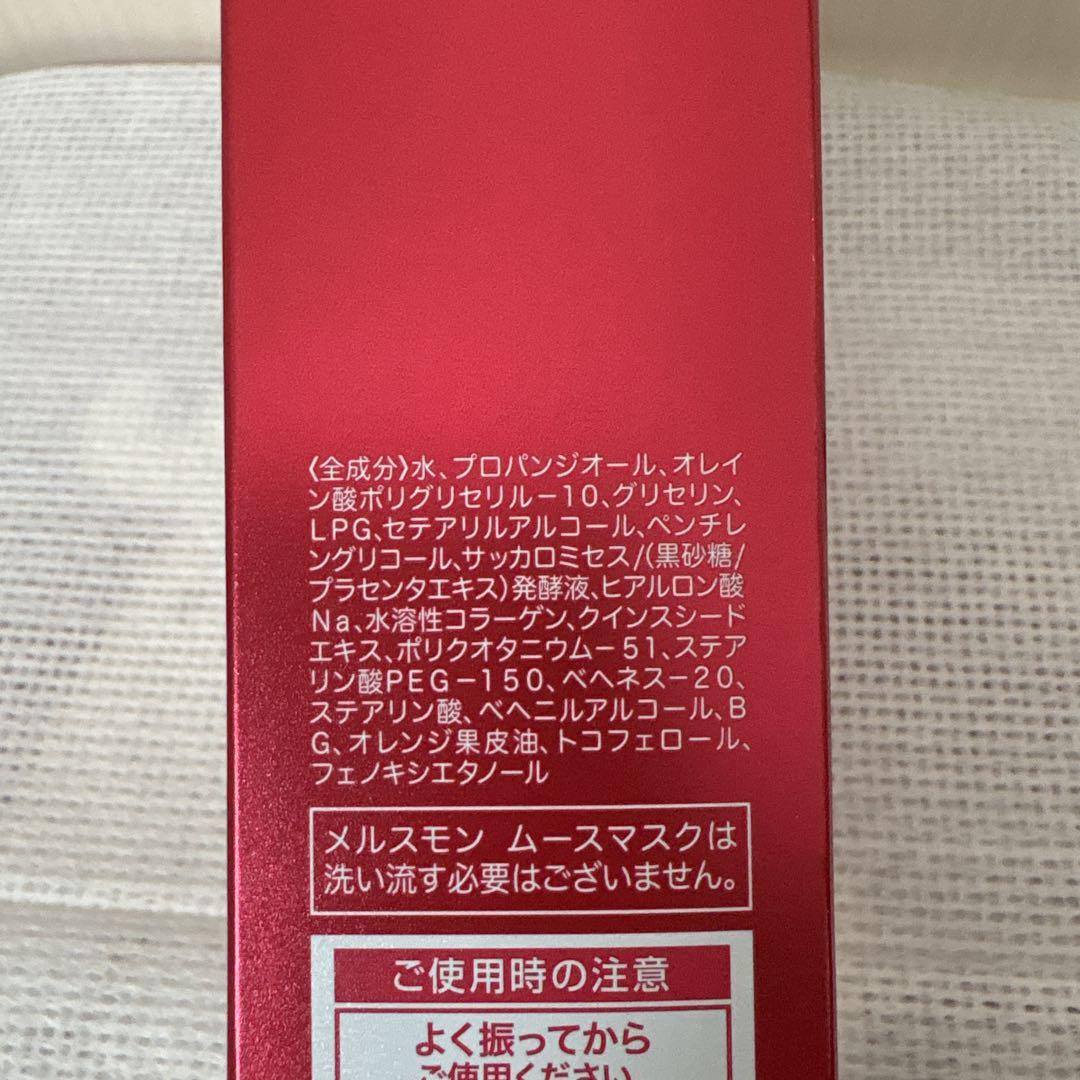 〈全成分〉水、プロパンジオール、オレイ
ン酸ポリグリセリル－10、グリセリン、
LPG、セテアリルアルコール、ペンチレ
ングリコール、サッカロミセス/(黒砂糖/
プラセンタエキス)発酵液、ヒアルロン酸
Na、水溶性コラーゲン、クインスシード
エキス、ポリクオタニウム－51、ステア
リン酸PEG－150、ベヘネス－20、
ステアリン酸、ベヘニルアルコール、B
G、オレンジ果皮油、トコフェロール、
フェノキシエタノール
メルスモン ムースマスクは
洗い流す必要はございません。
ご使用時の注意
よく振ってから
ご使用ください